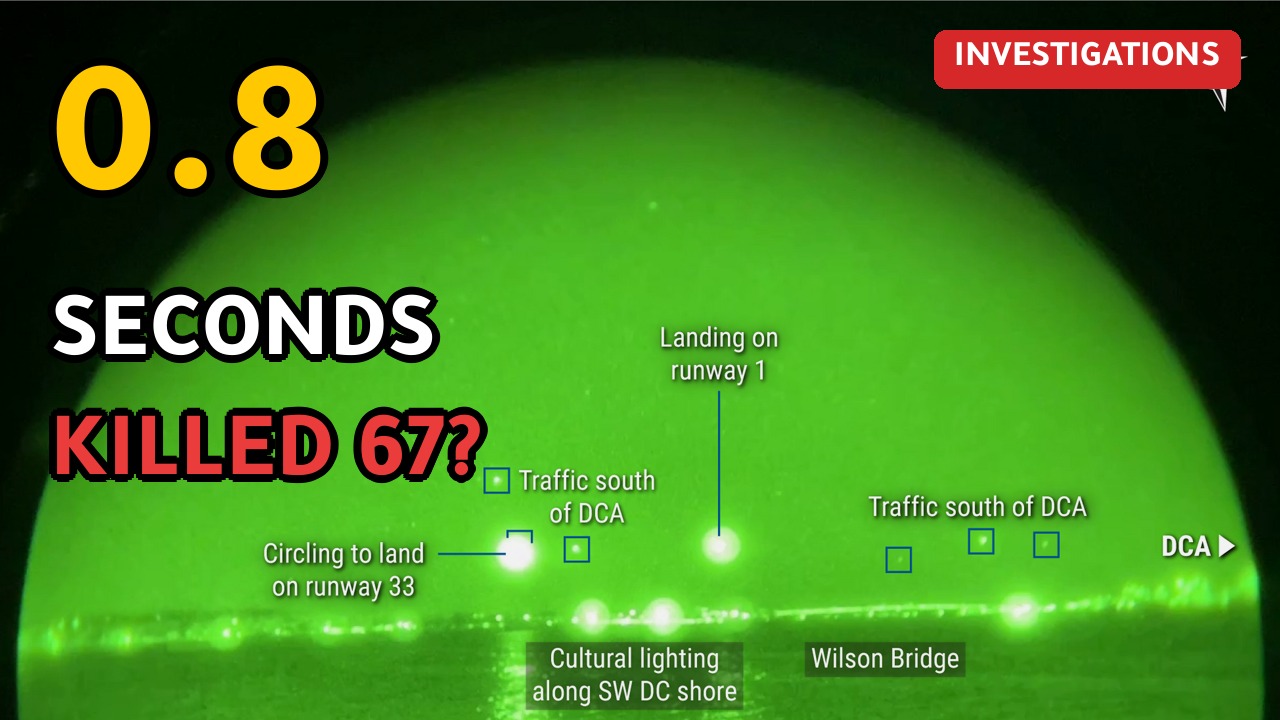 INVESTIGATIONS
0.8
SECONDS
KILLED 67?
Landing on
runway 1
Traffic south
of DCA
Traffic south of DCA
Circling to land
on runway 33
DCA
Cultural lighting
along SW DC shore
Wilson Bridge